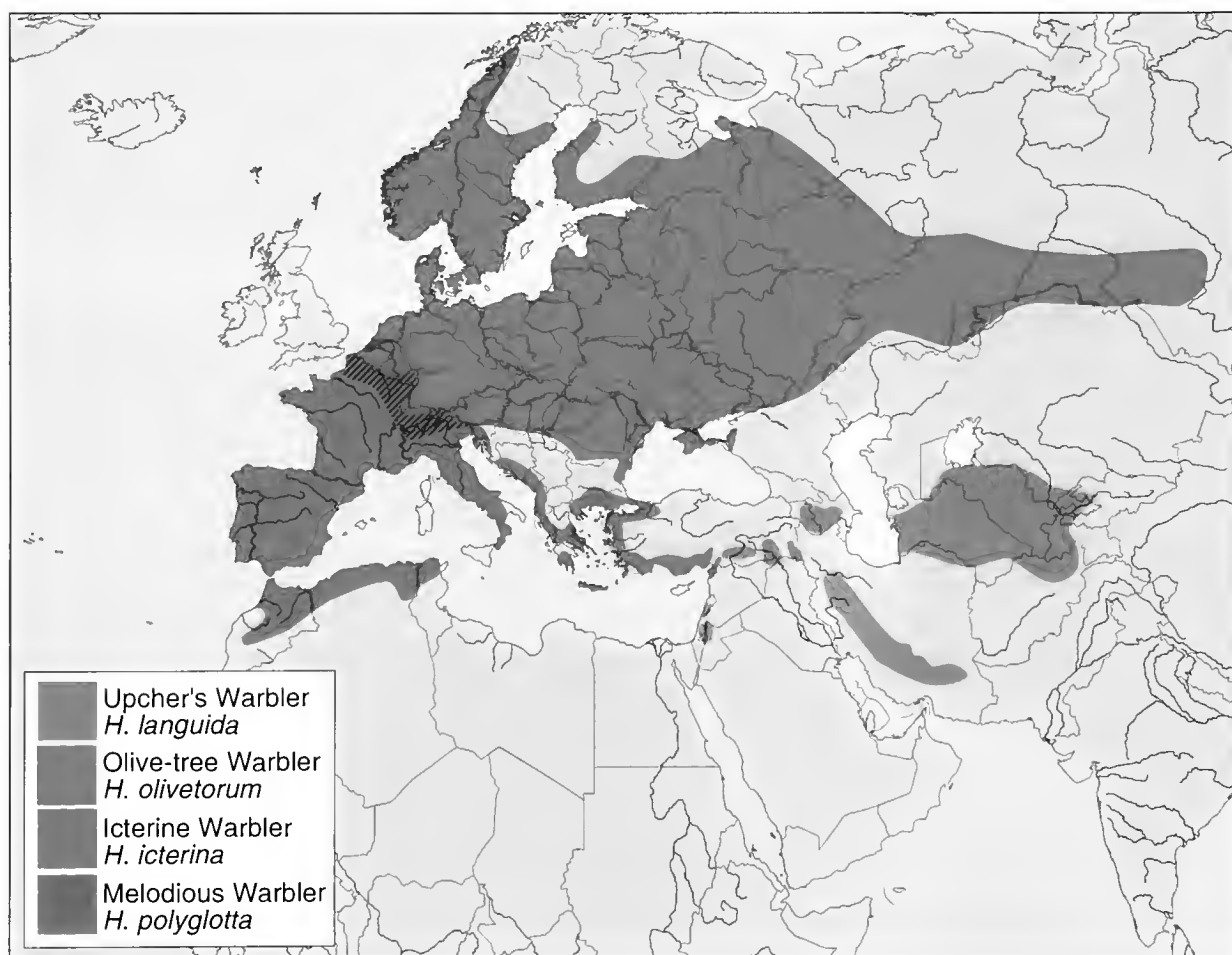 Upcher's Warbler
H. languida
Olive-tree Warbler
H. olivetorum
Icterine Warbler
H. icterina
Melodious Warbler
H. polyglotta